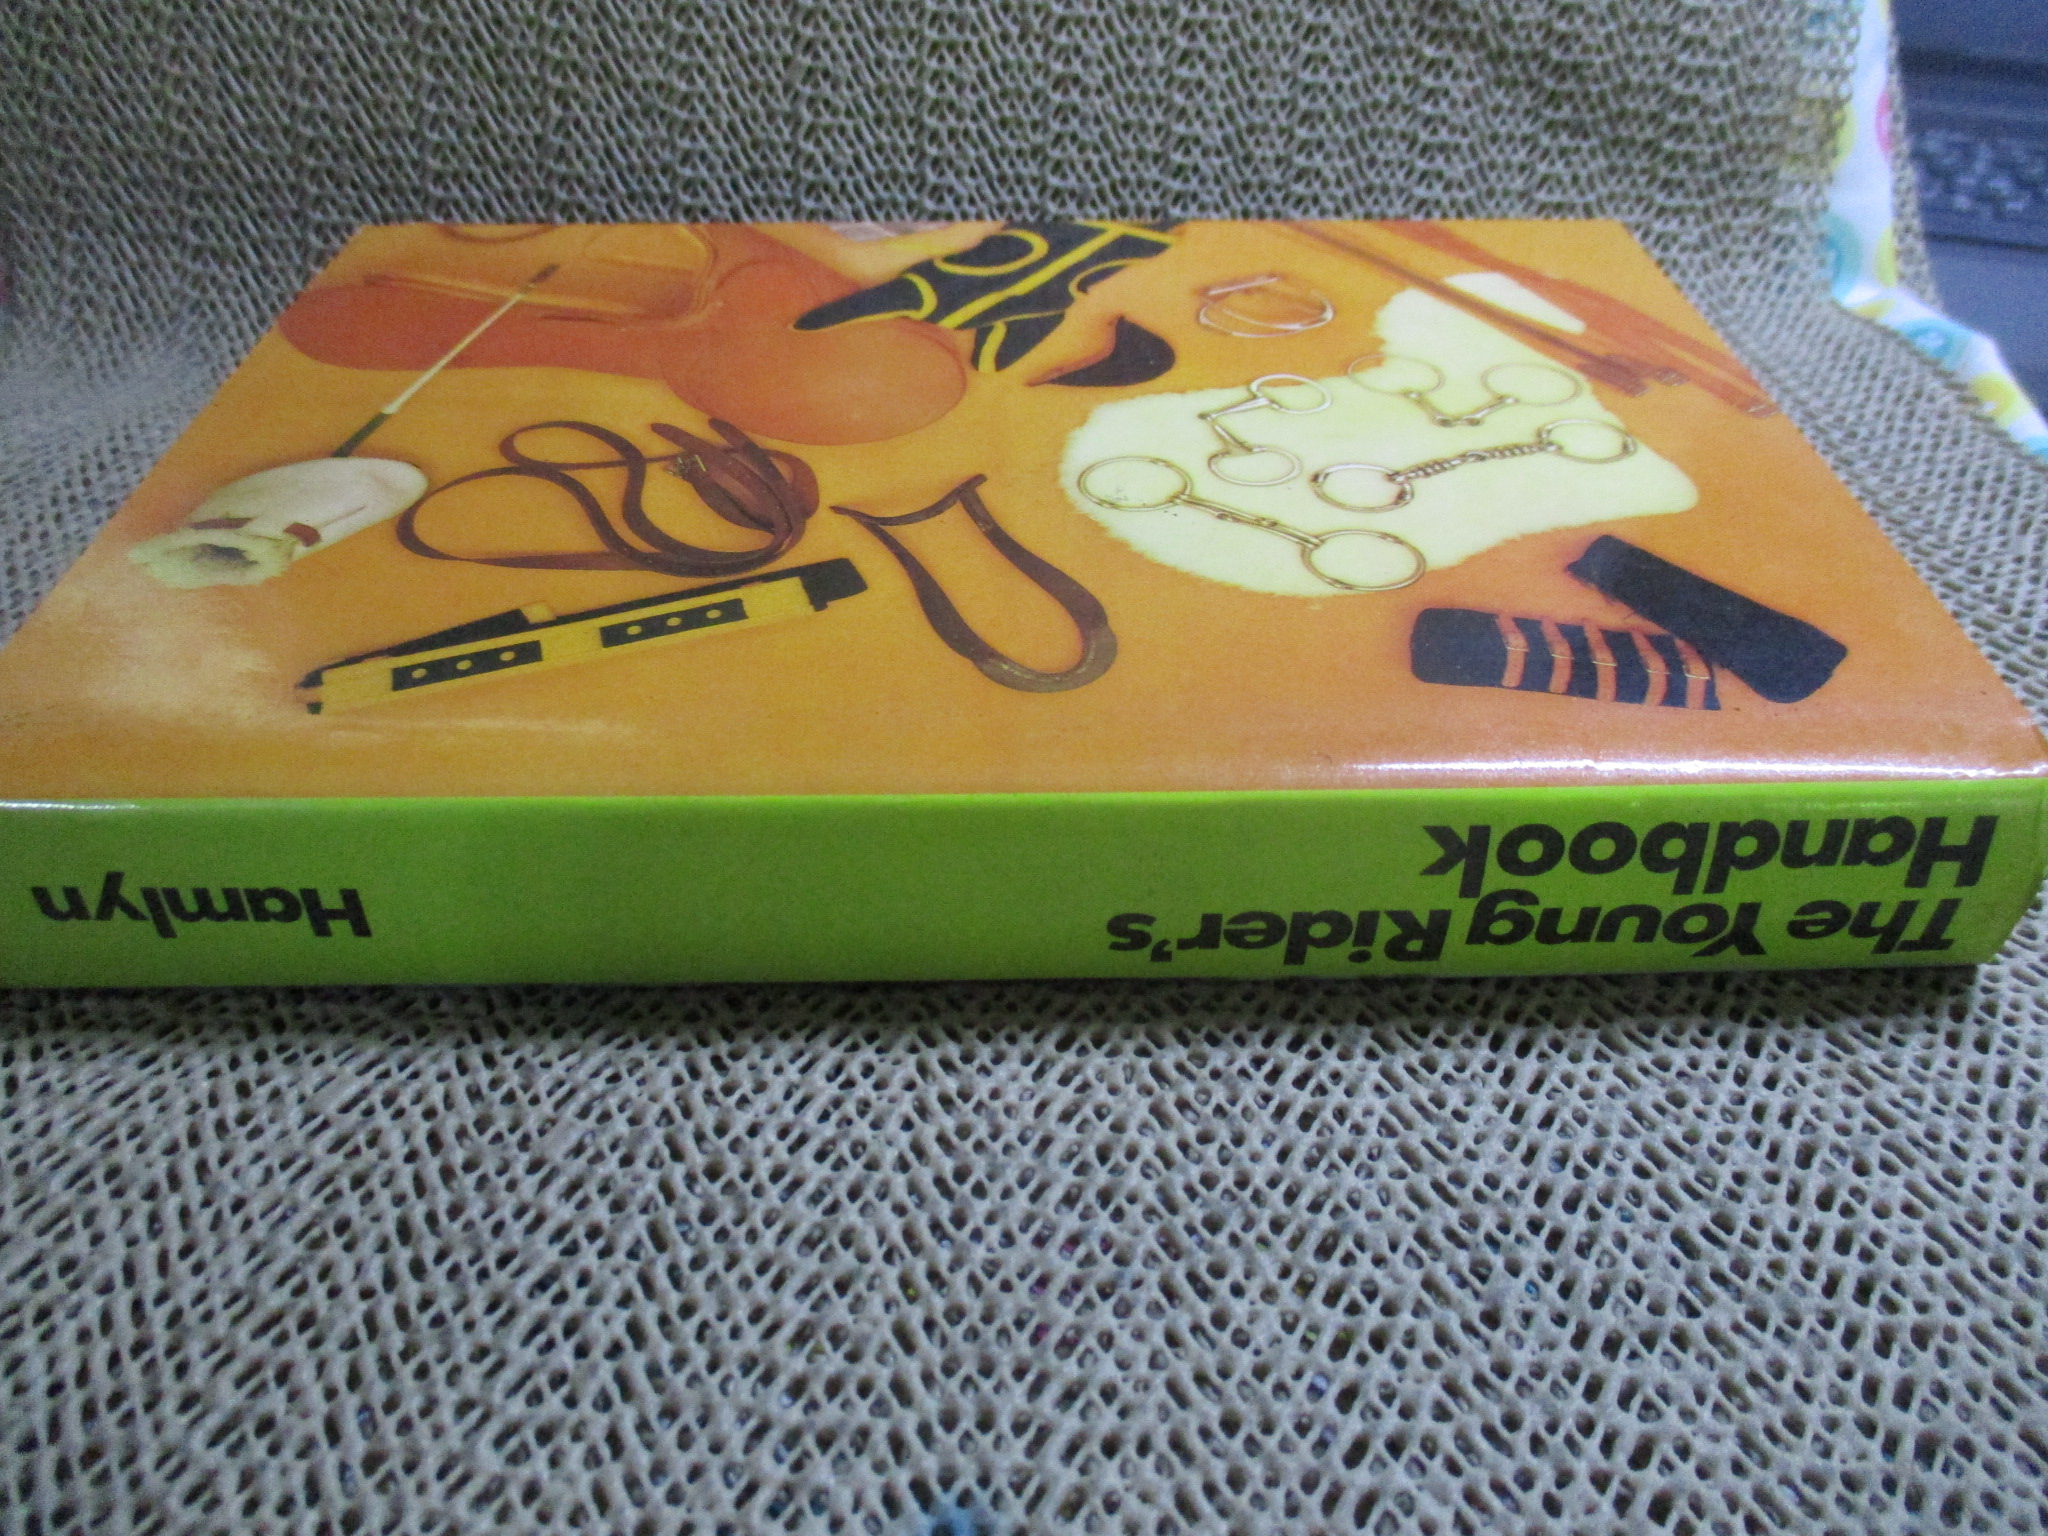 The Young Rider's
Handbook
Hamlyn